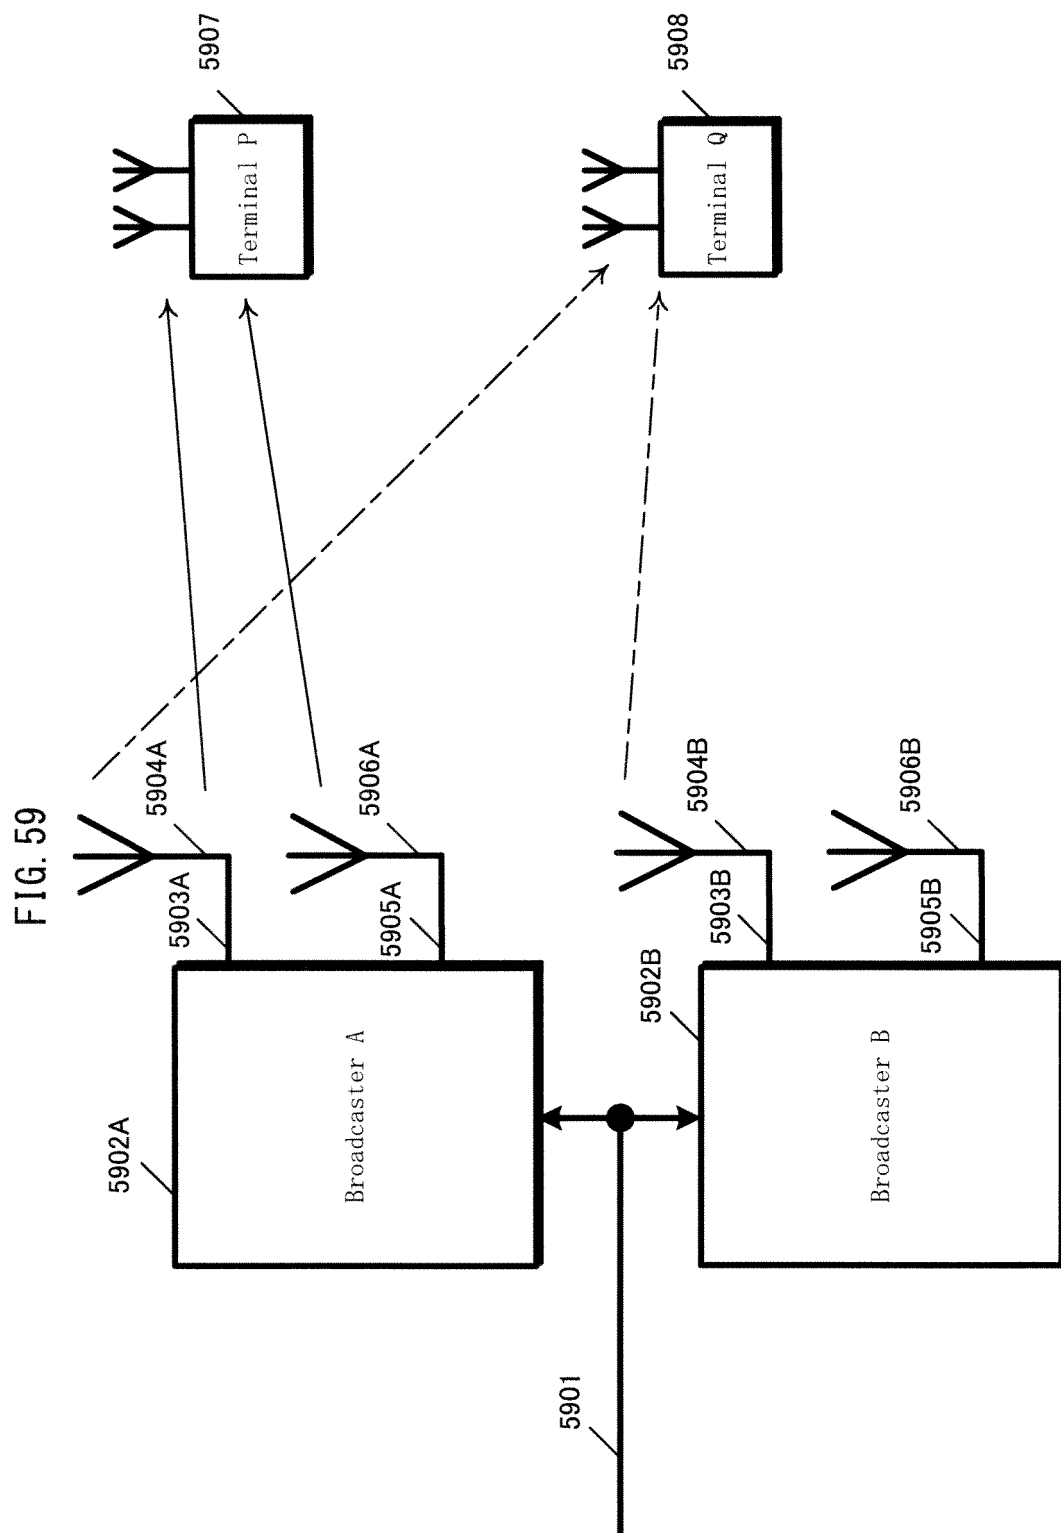 FIG. 59
5901
5902A
Broadcaster A
5903A
5904A
5905A
5906A
5902B
Broadcaster B
5903B
5904B
5905B
5906B
5907
Terminal P
5908
Terminal Q